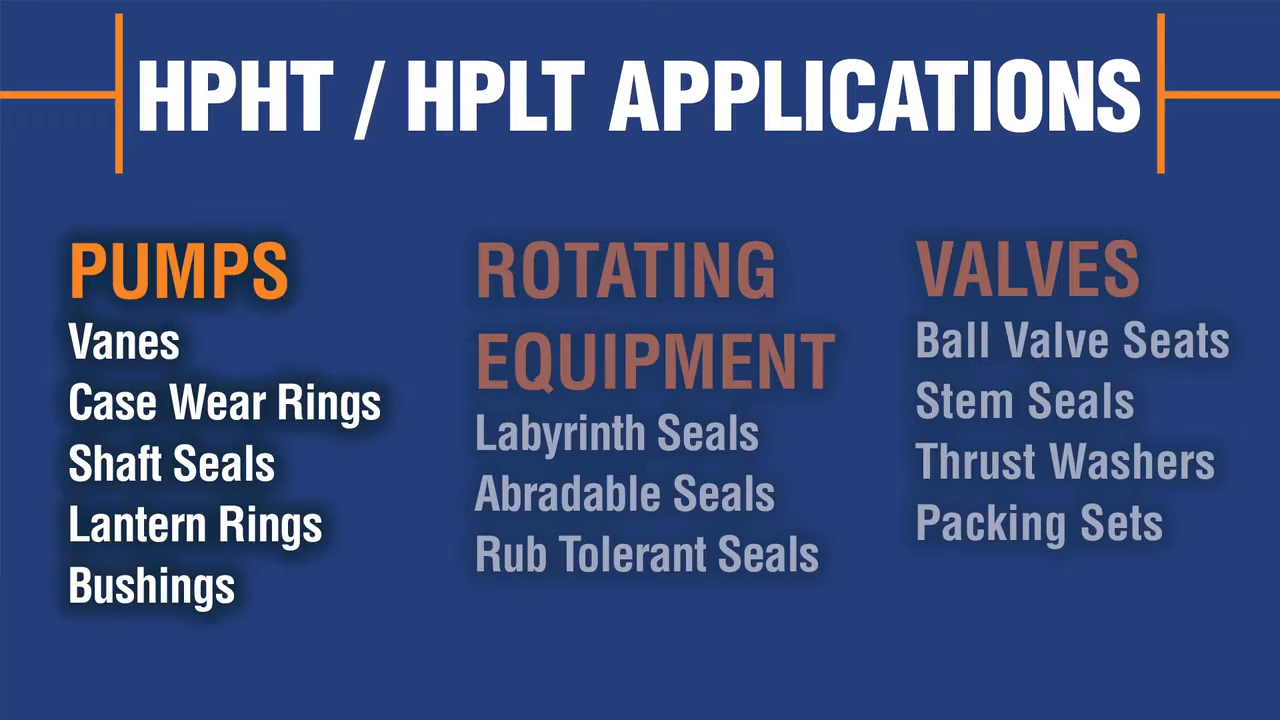 HPHT / HPLT APPLICATIONS
PUMPS
Vanes
Case Wear Rings
Shaft Seals
Lantern Rings
Bushings
ROTATING
EQUIPMENT
Labyrinth Seals
Abradable Seals
Rub Tolerant Seals
VALVES
Ball Valve Seats
Stem Seals
Thrust Washers
Packing Sets